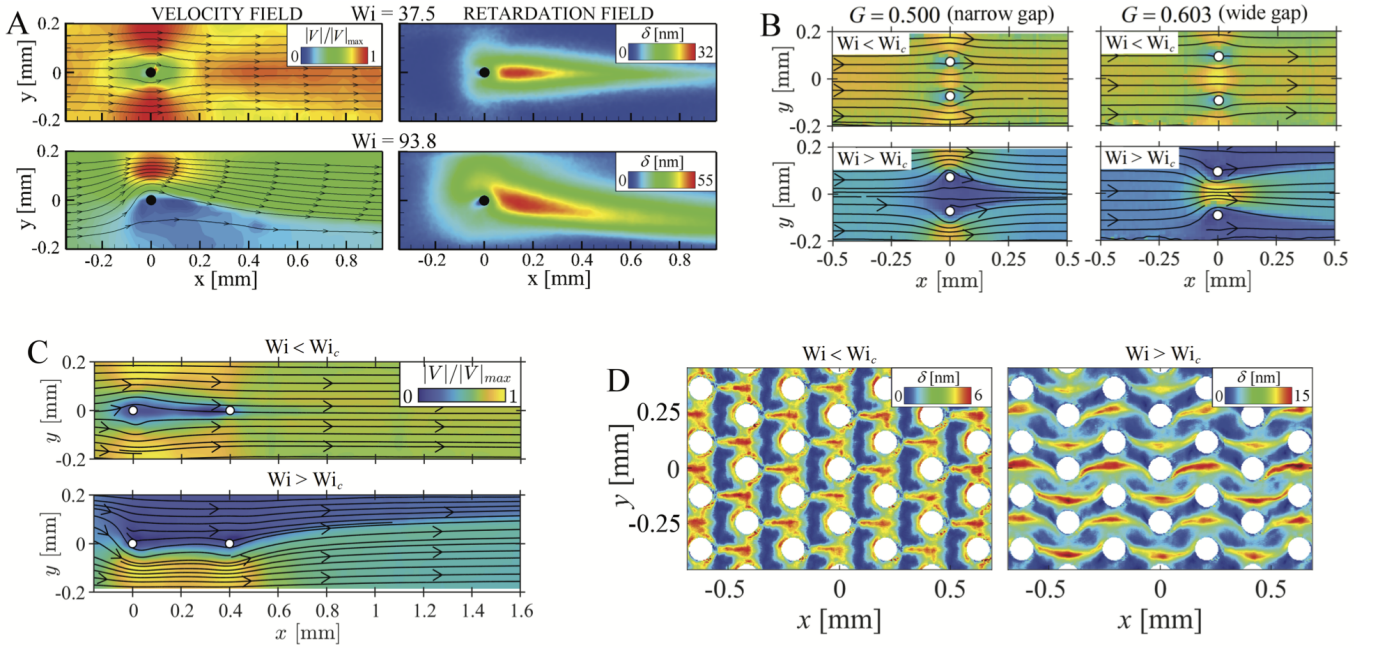 A
VELOCITY FIELD
Wi = 37.5
RETARDATION FIELD
|V|/|V|max
0 1
δ [nm]
0 32
y [mm]
0.2
0
-0.2
Wi = 93.8
δ [nm]
0 55
y [mm]
0.2
0
-0.2
-0.2 0 0.2 0.4 0.6 0.8
x [mm]
-0.2 0 0.2 0.4 0.6 0.8
x [mm]
B
G = 0.500 (narrow gap)
G = 0.603 (wide gap)
Wi < Wic
Wi < Wic
y [mm]
0.2
0
-0.2
Wi > Wic
Wi > Wic
y [mm]
0.2
0
-0.2
-0.5 -0.25 0 0.25 0.5
x [mm]
-0.5 -0.25 0 0.25 0.5
x [mm]
C
Wi < Wic
|V|/|V|max
0 1
y [mm]
0.2
0
-0.2
Wi > Wic
y [mm]
0.2
0
-0.2
0 0.2 0.4 0.6 0.8 1 1.2 1.4 1.6
x [mm]
D
Wi < Wic
Wi > Wic
δ [nm]
0 6
δ [nm]
0 15
y [mm]
0.25
0
-0.25
-0.5 0 0.5
x [mm]
-0.5 0 0.5
x [mm]